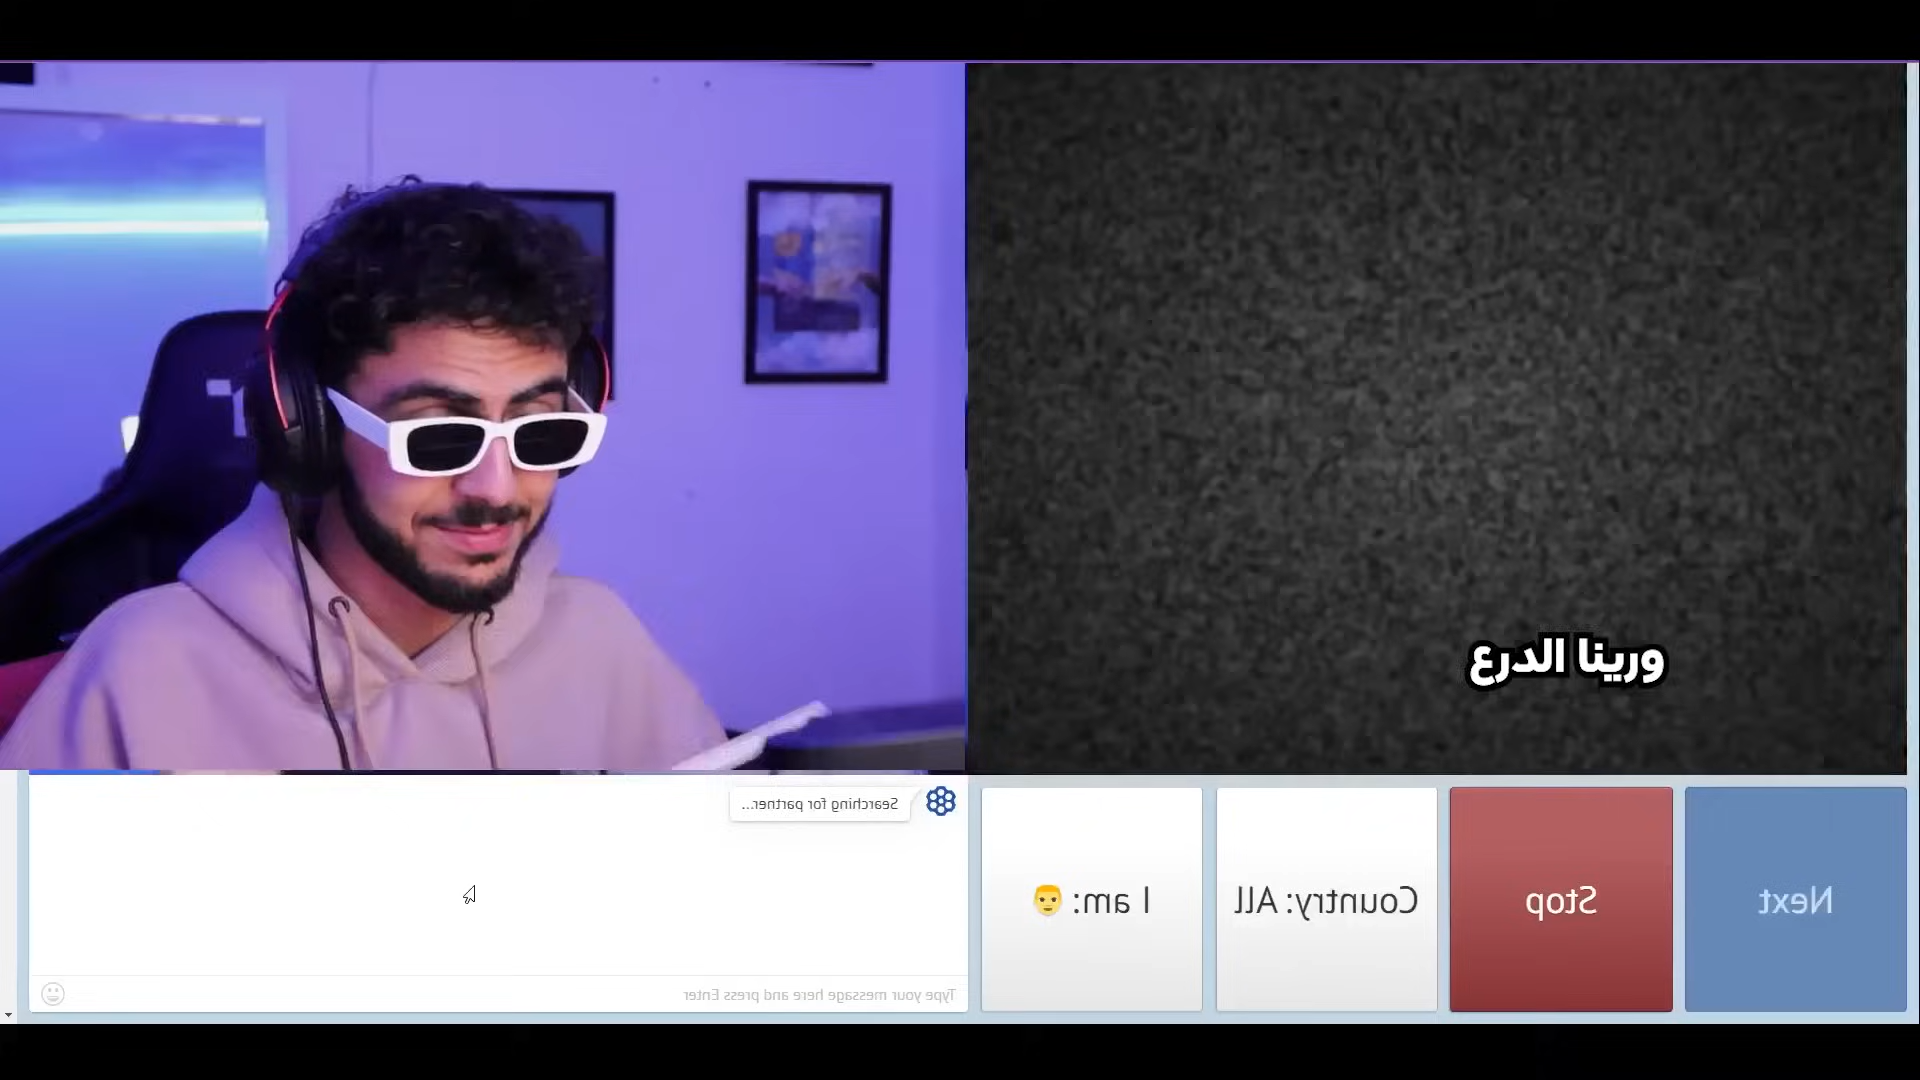 ورينا الدرع
Searching for partner...
I am:
Country: All
Stop
Next
Type your message here and press Enter